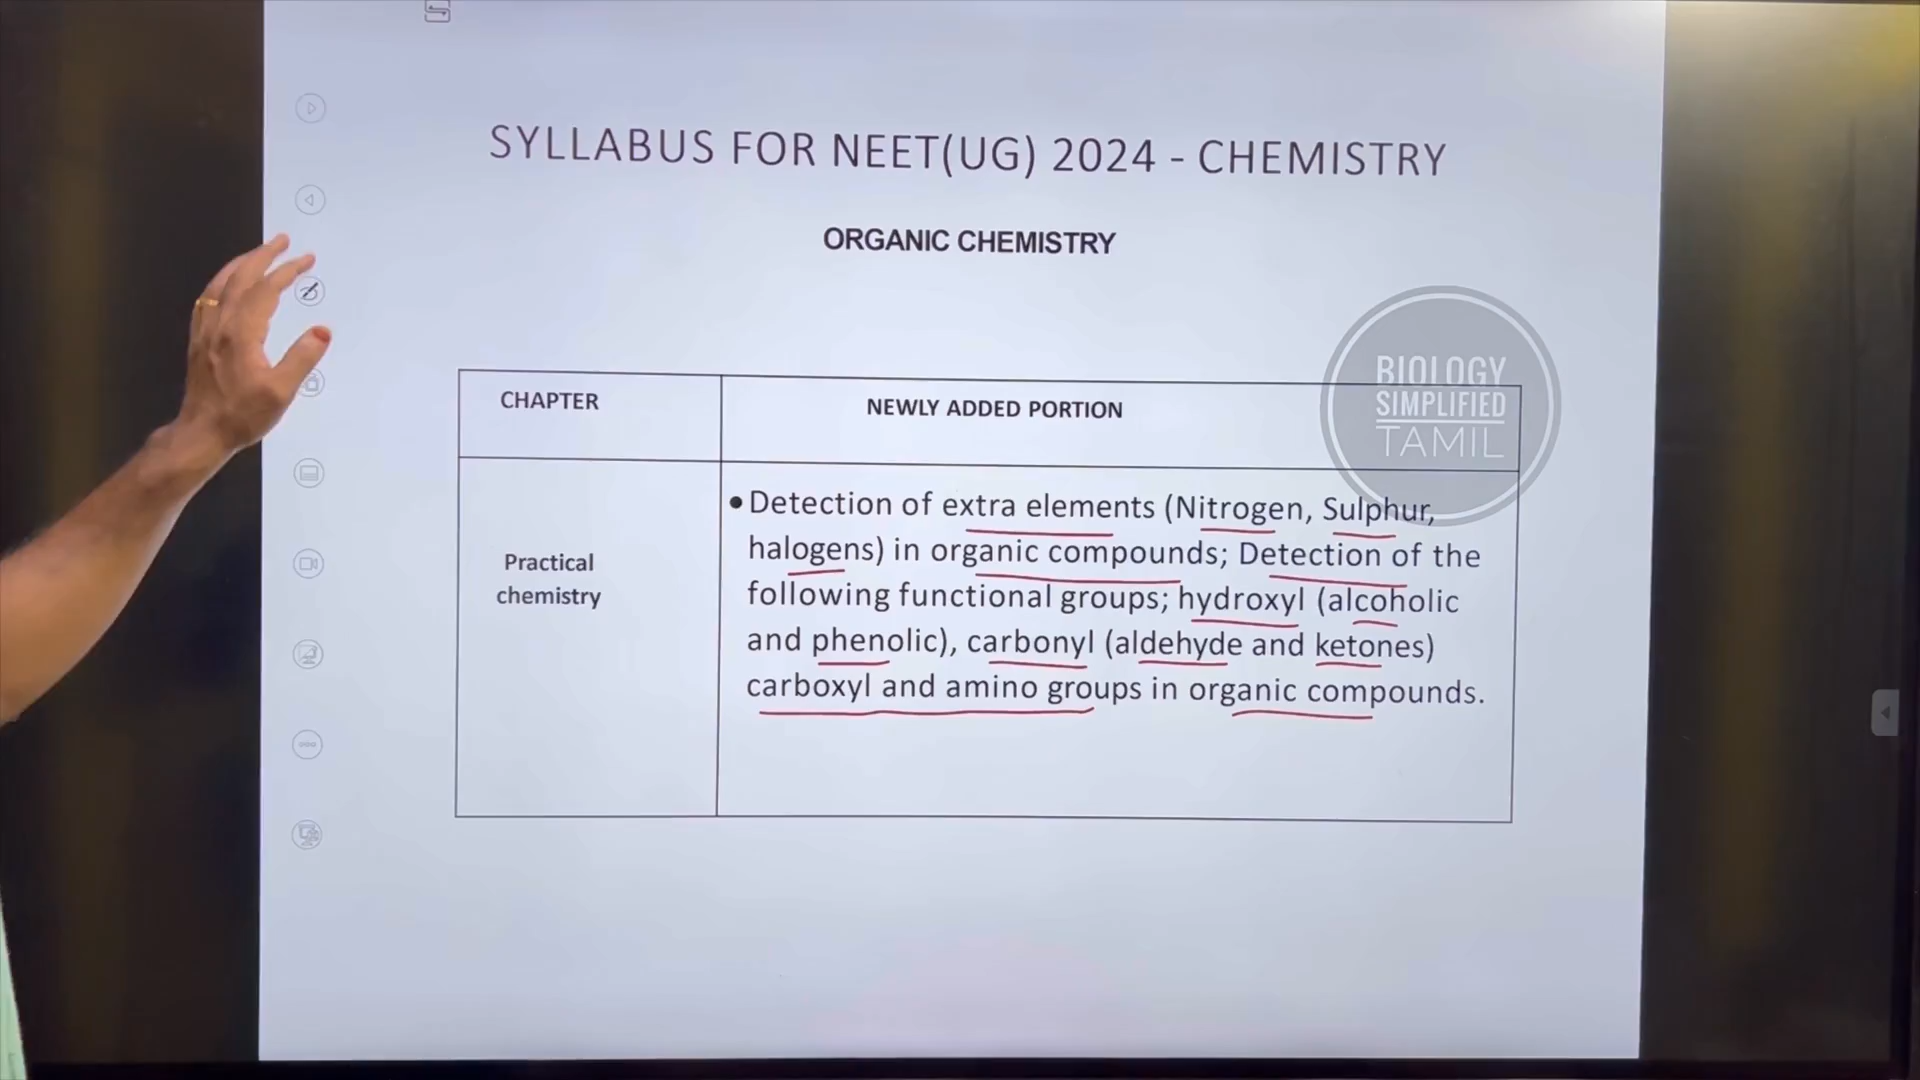 SYLLABUS FOR NEET(UG) 2024 - CHEMISTRY
ORGANIC CHEMISTRY
BIOLOGY
SIMPLIFIED
TAMIL
CHAPTER
NEWLY ADDED PORTION
Practical
chemistry
•Detection of extra elements (Nitrogen, Sulphur,
halogens) in organic compounds; Detection of the
following functional groups; hydroxyl (alcoholic
and phenolic), carbonyl (aldehyde and ketones)
carboxyl and amino groups in organic compounds.